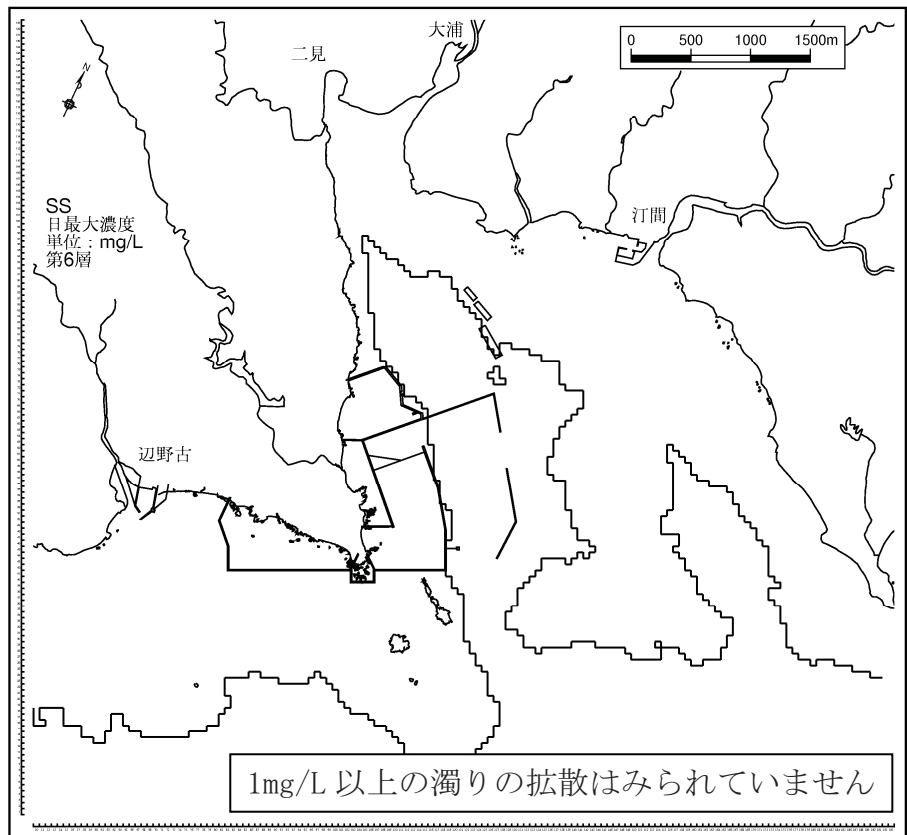 大浦
二見
0 500 1000 1500m
N
汀間
SS
日最大濃度
単位：mg/L
第6層
辺野古
1mg/L 以上の濁りの拡散はみられていません